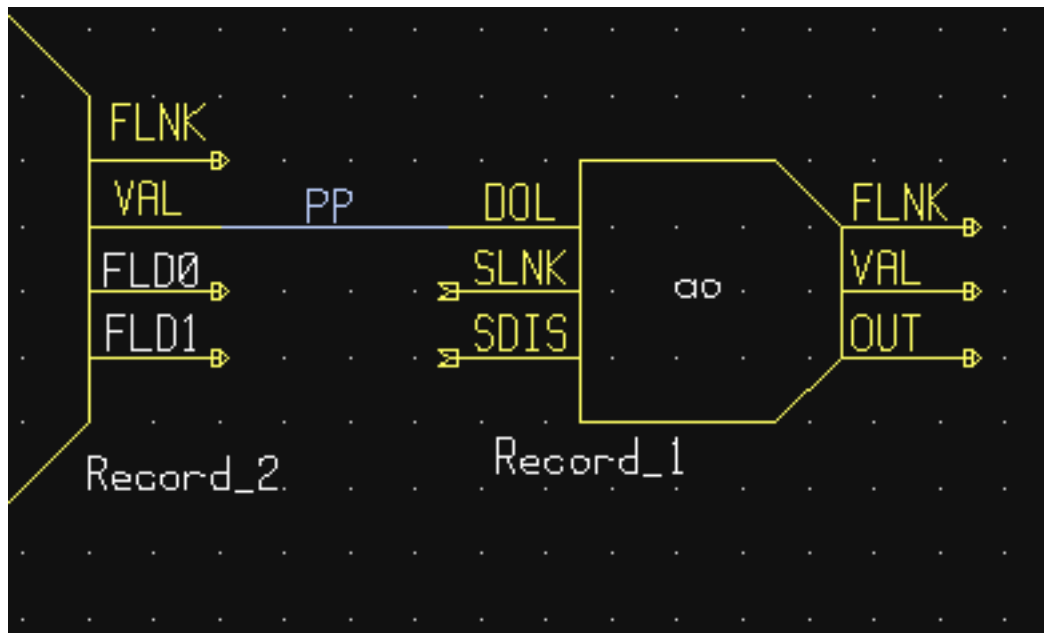 FLNK
VAL PP DOL FLNK
FLD0 SLNK ao VAL
FLD1 SDIS OUT
Record_2 Record_1